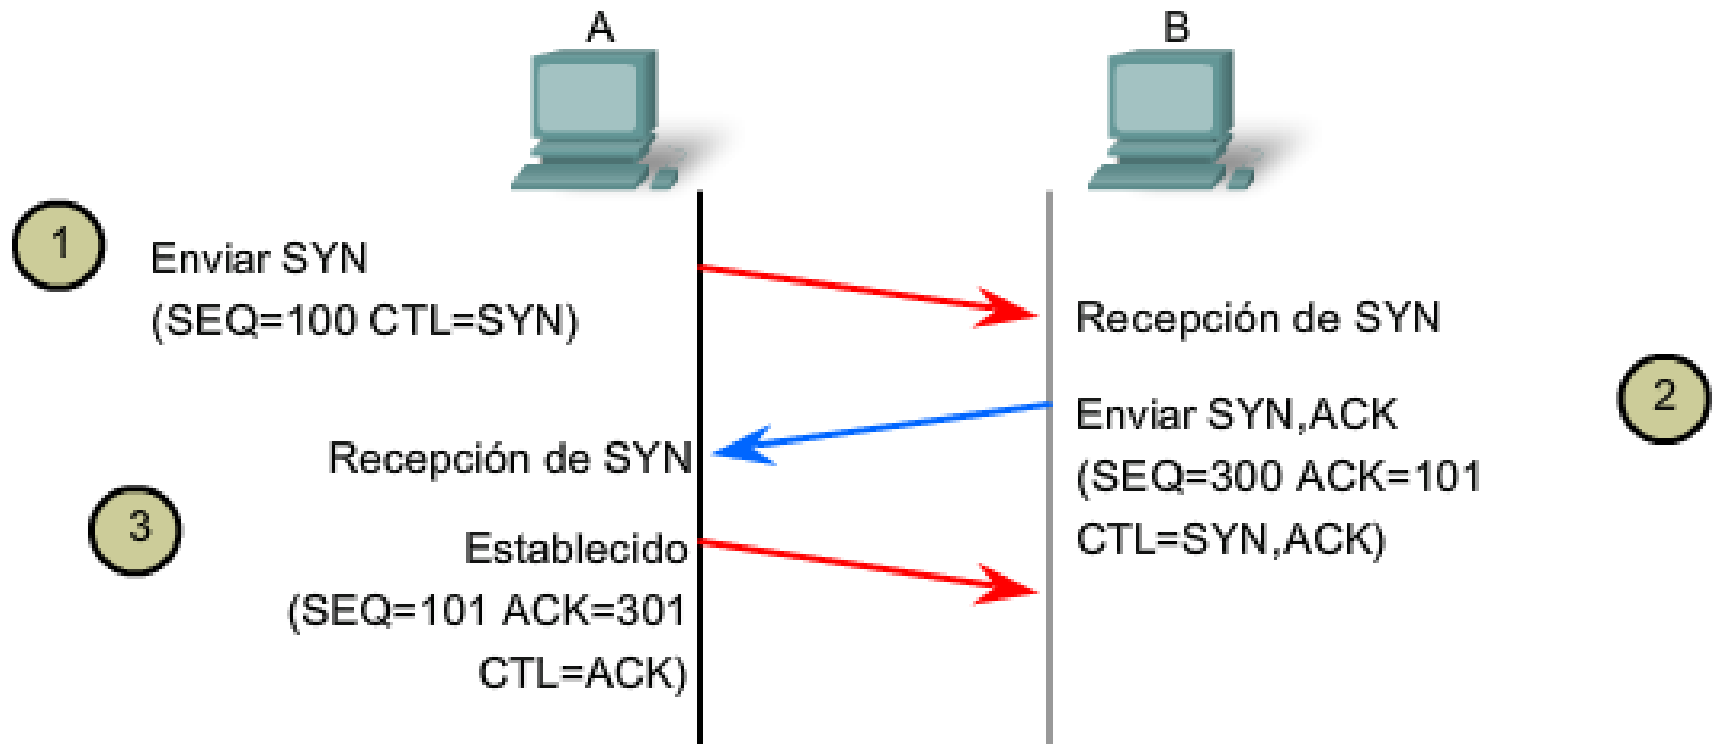 A
B
1
Enviar SYN
(SEQ=100 CTL=SYN)
Recepción de SYN
2
Enviar SYN,ACK
(SEQ=300 ACK=101
CTL=SYN,ACK)
Recepción de SYN
3
Establecido
(SEQ=101 ACK=301
CTL=ACK)